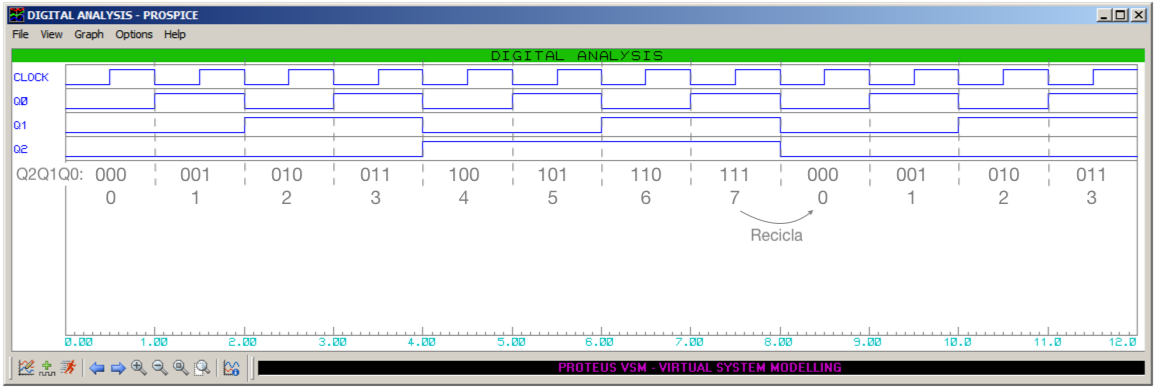 DIGITAL ANALYSIS - PROSPICE
File View Graph Options Help
DIGITAL ANALYSIS
CLOCK
Q0
Q1
Q2
Q2Q1Q0: 000 001 010 011 100 101 110 111 000 001 010 011
0 1 2 3 4 5 6 7 0 1 2 3
Recicla
0.00 1.00 2.00 3.00 4.00 5.00 6.00 7.00 8.00 9.00 10.0 11.0 12.0
PROTEUS VSM - VIRTUAL SYSTEM MODELLING